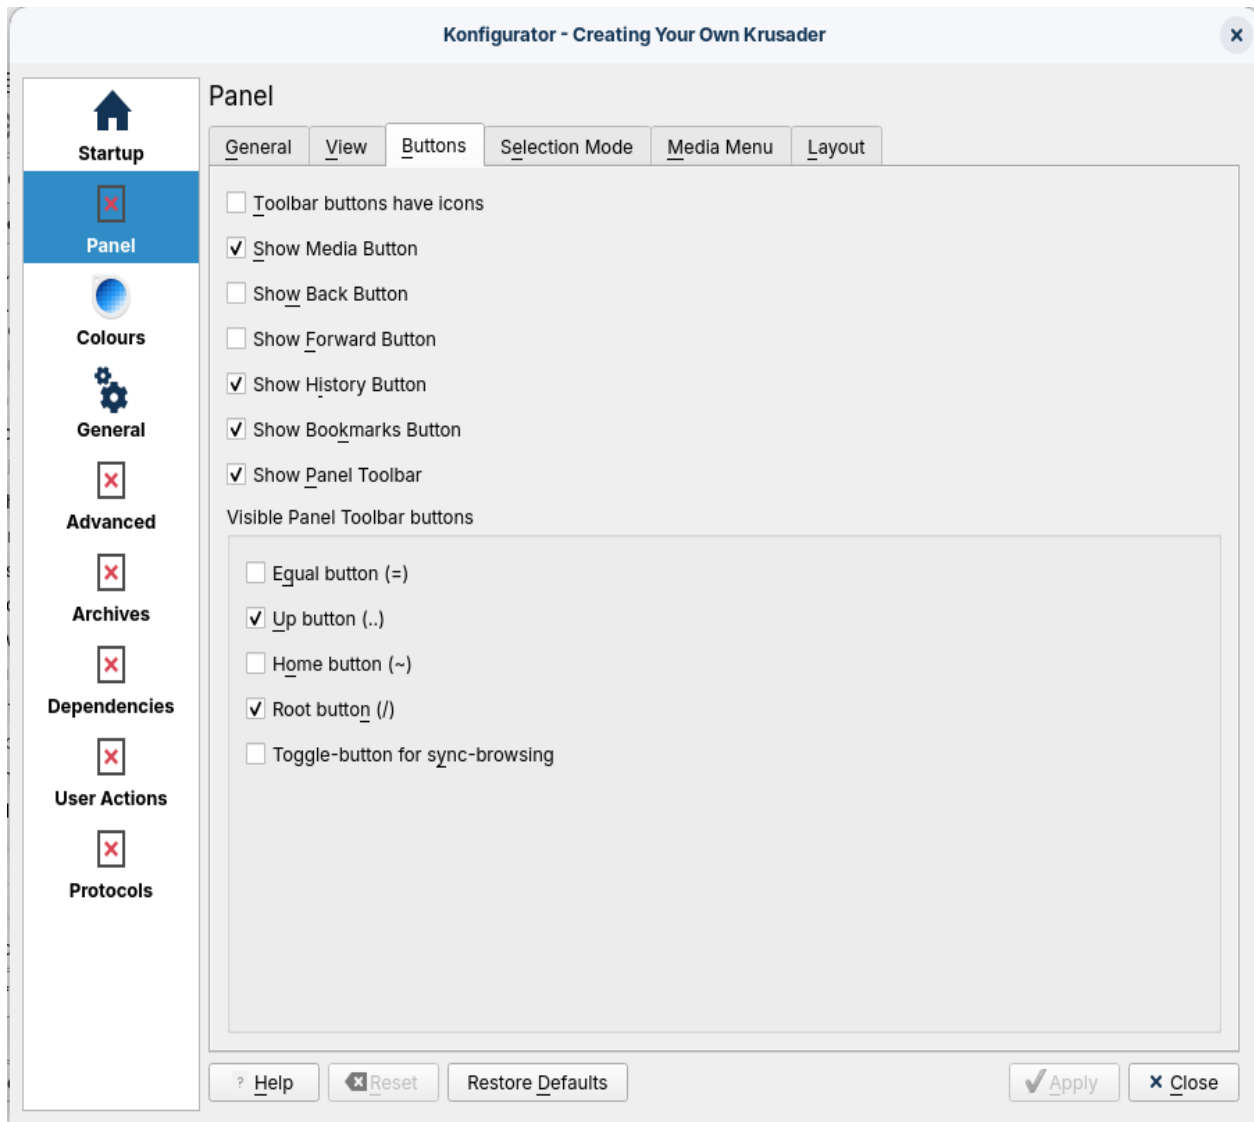 Konfigurator - Creating Your Own Krusader
Startup
Panel
Colours
General
Advanced
Archives
Dependencies
User Actions
Protocols
Panel
General View Buttons Selection Mode Media Menu Layout
Toolbar buttons have icons
Show Media Button
Show Back Button
Show Forward Button
Show History Button
Show Bookmarks Button
Show Panel Toolbar
Visible Panel Toolbar buttons
Equal button (=)
Up button (..)
Home button (~)
Root button (/)
Toggle-button for sync-browsing
? Help Reset Restore Defaults Apply Close